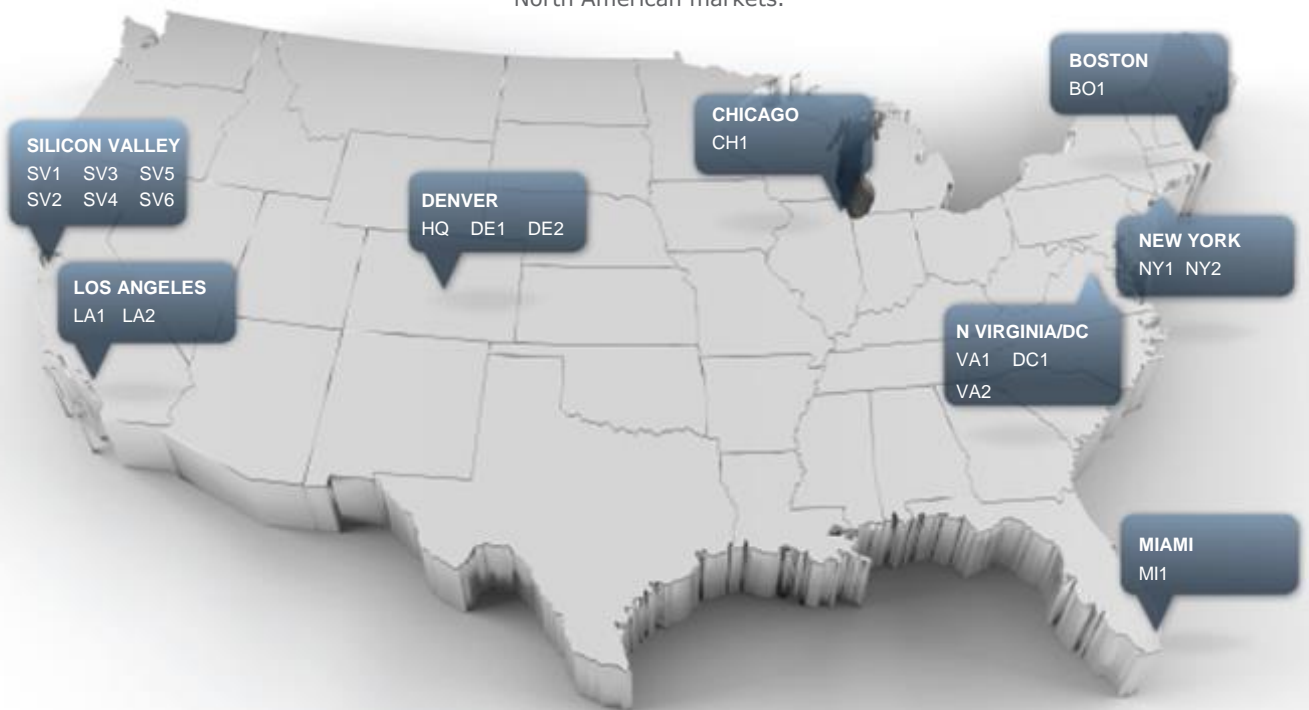 North American markets.
BOSTON
BO1
CHICAGO
CH1
SILICON VALLEY
SV1 SV3 SV5
SV2 SV4 SV6
DENVER
HQ DE1 DE2
NEW YORK
NY1 NY2
LOS ANGELES
LA1 LA2
N VIRGINIA/DC
VA1 DC1
VA2
MIAMI
MI1